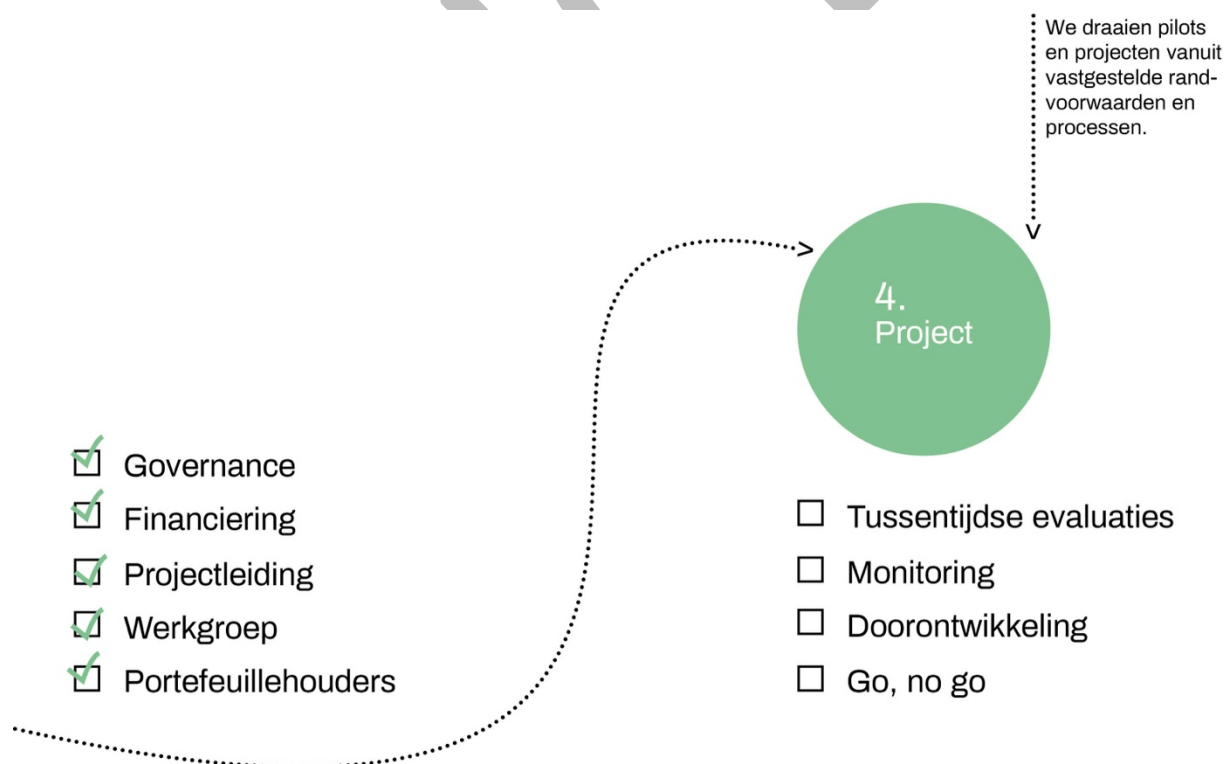 We draaien pilots
en projecten vanuit
vastgestelde rand-
voorwaarden en
processen.
4.
Project
Governance
Financiering
Projectleiding
Werkgroep
Portefeuillehouders
Tussentijdse evaluaties
Monitoring
Doorontwikkeling
Go, no go